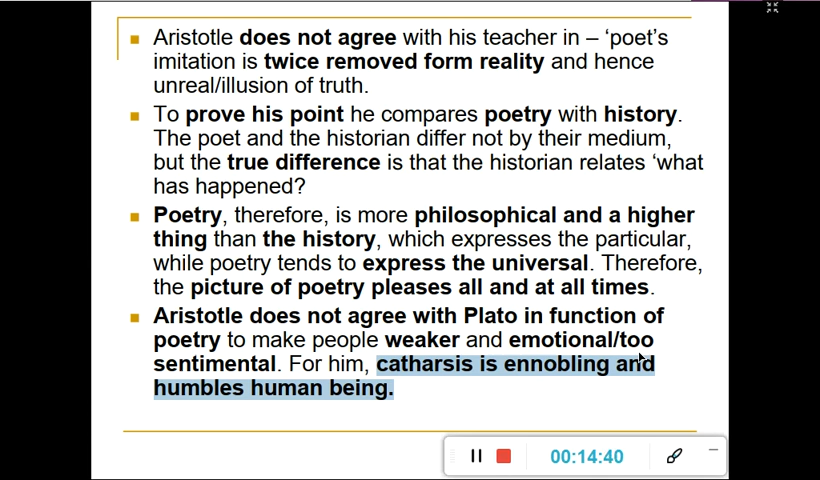 Aristotle does not agree with his teacher in – ‘poet’s
imitation is twice removed form reality and hence
unreal/illusion of truth.
To prove his point he compares poetry with history.
The poet and the historian differ not by their medium,
but the true difference is that the historian relates ‘what
has happened?
Poetry, therefore, is more philosophical and a higher
thing than the history, which expresses the particular,
while poetry tends to express the universal. Therefore,
the picture of poetry pleases all and at all times.
Aristotle does not agree with Plato in function of
poetry to make people weaker and emotional/too
sentimental. For him, catharsis is ennobling and
humbles human being.
00:14:40